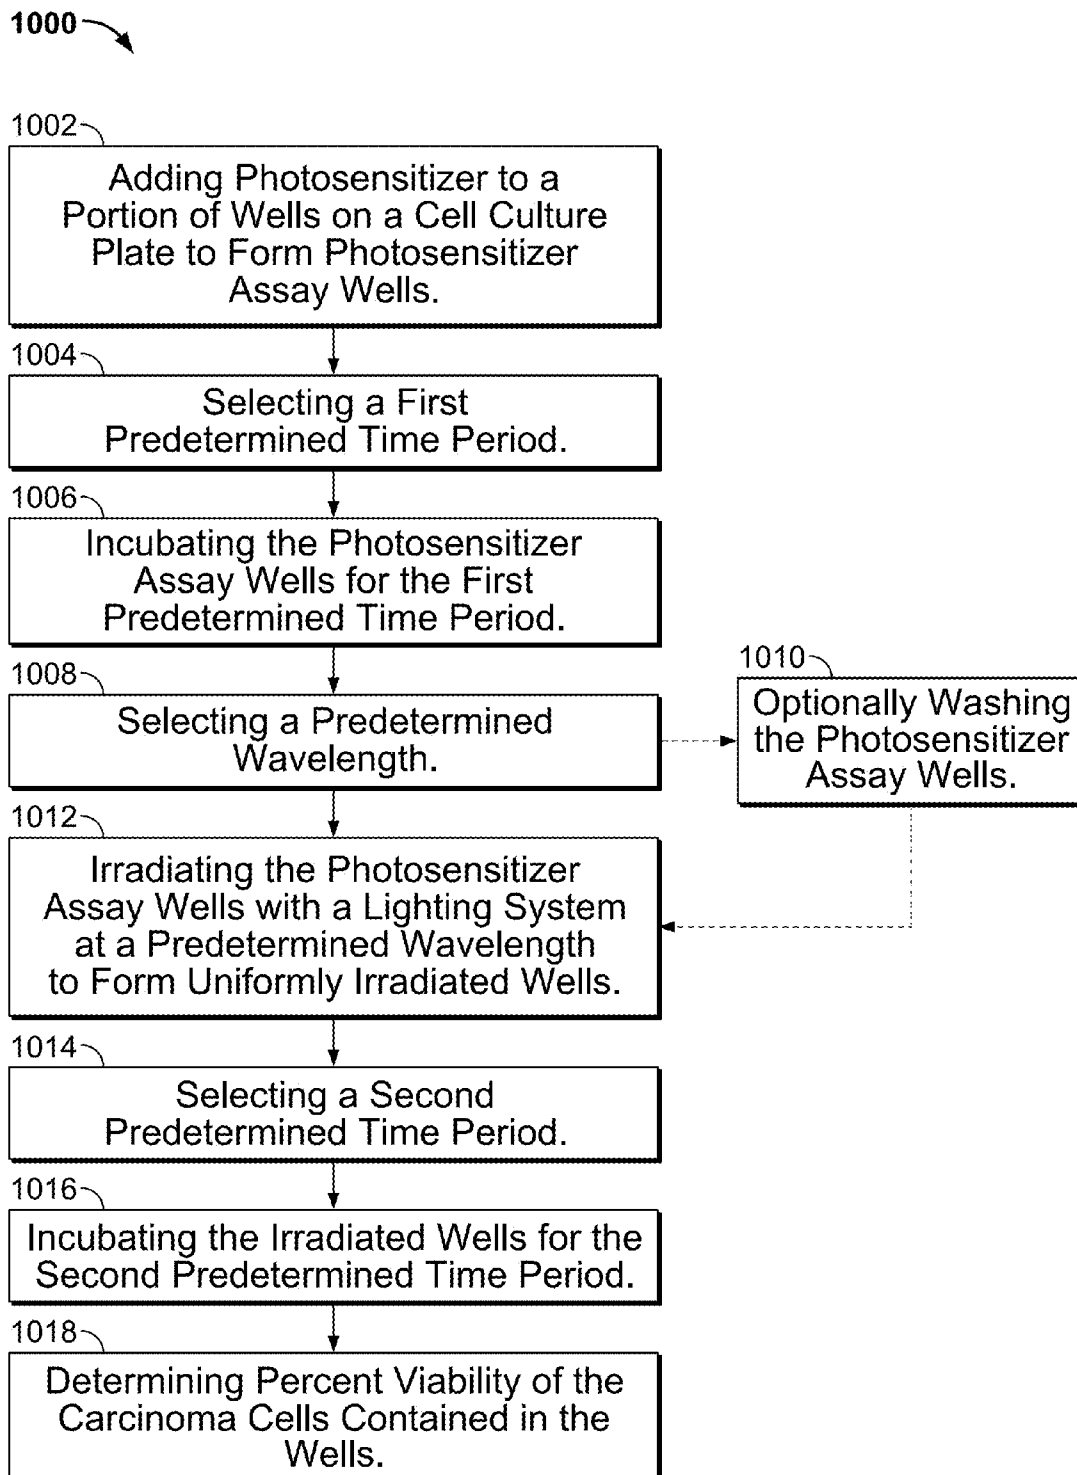 1000
1002
Adding Photosensitizer to a
Portion of Wells on a Cell Culture
Plate to Form Photosensitizer
Assay Wells.
1004
Selecting a First
Predetermined Time Period.
1006
Incubating the Photosensitizer
Assay Wells for the First
Predetermined Time Period.
1008
Selecting a Predetermined
Wavelength.
1010
Optionally Washing
the Photosensitizer
Assay Wells.
1012
Irradiating the Photosensitizer
Assay Wells with a Lighting System
at a Predetermined Wavelength
to Form Uniformly Irradiated Wells.
1014
Selecting a Second
Predetermined Time Period.
1016
Incubating the Irradiated Wells for the
Second Predetermined Time Period.
1018
Determining Percent Viability of the
Carcinoma Cells Contained in the
Wells.